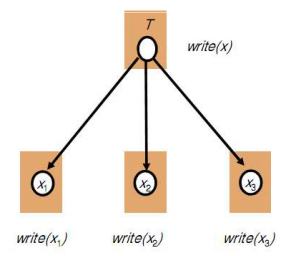 T
write(x)
x₁ x₂ x₃
write(x₁) write(x₂) write(x₃)